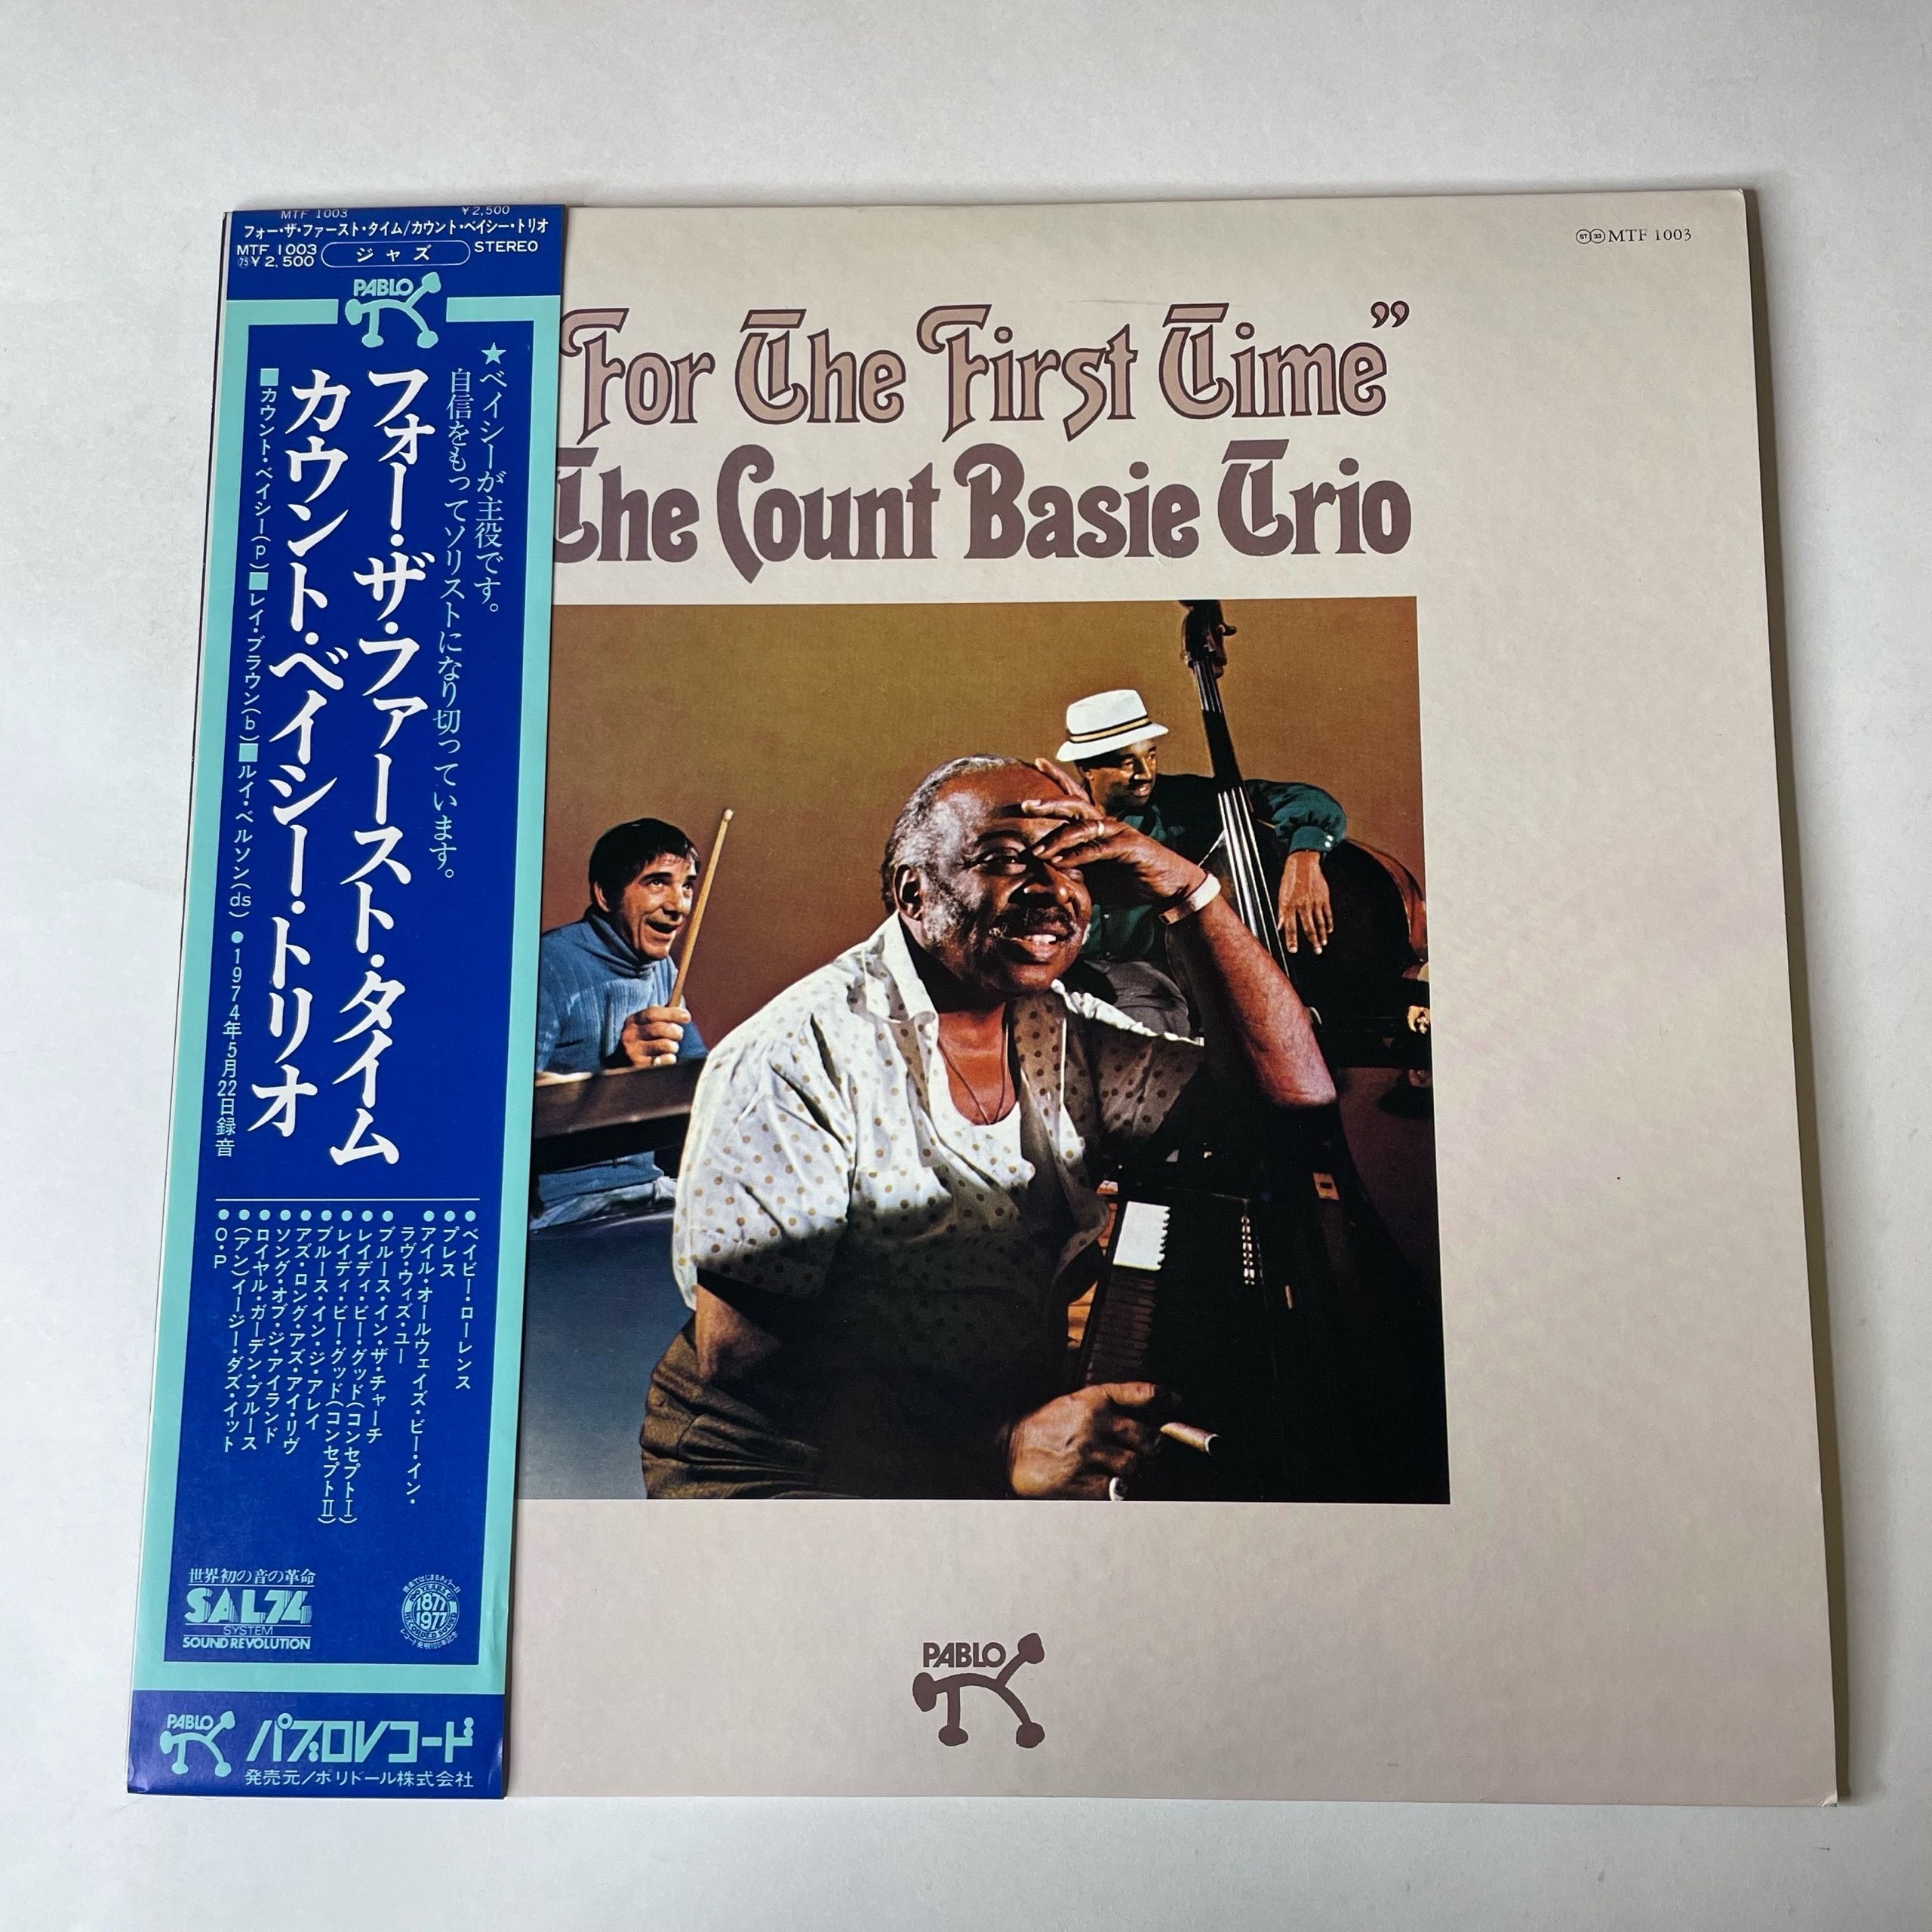 MTF 1003 ¥2,500
フォー・ザ・ファースト・タイム/カウント・ベイシー・トリオ
MTF 1003 ジャズ STEREO
㋵¥2,500
PABLO
★ベイシーが主役です。
自信をもってソリストになり切っています。
フォー・ザ・ファースト・タイム
カウント・ベイシー・トリオ
■カウント・ベイシー(p)■レイ・ブラウン(b)■ルイ・ベルソン(ds)●1974年5月22日録音
●ベイビー・ローレンス
●プレス
●アイル・オールウェイズ・ビー・イン・
ラヴ・ウィズ・ユー
●ブルース・イン・ザ・チャーチ
●レイディ・ビー・グッド(コンセプトI)
●レイディ・ビー・グッド(コンセプトII)
●ブルース・イン・ジ・アレイ
●アズ・ロング・アズ・アイ・リヴ
●ソング・オブ・ジ・アイランド
●ロイヤル・ガーデン・ブルース
●(アン)イージー・ダズ・イット
●O・P
世界初の音の革命
SAL74
SYSTEM
SOUND REVOLUTION
100 YEARS OF RECORDED SOUND
1877
1977
PABLO
パブロレコード
発売元/ポリドール株式会社
ST 33 MTF 1003
For The First Time”
The Count Basie Trio
PABLO